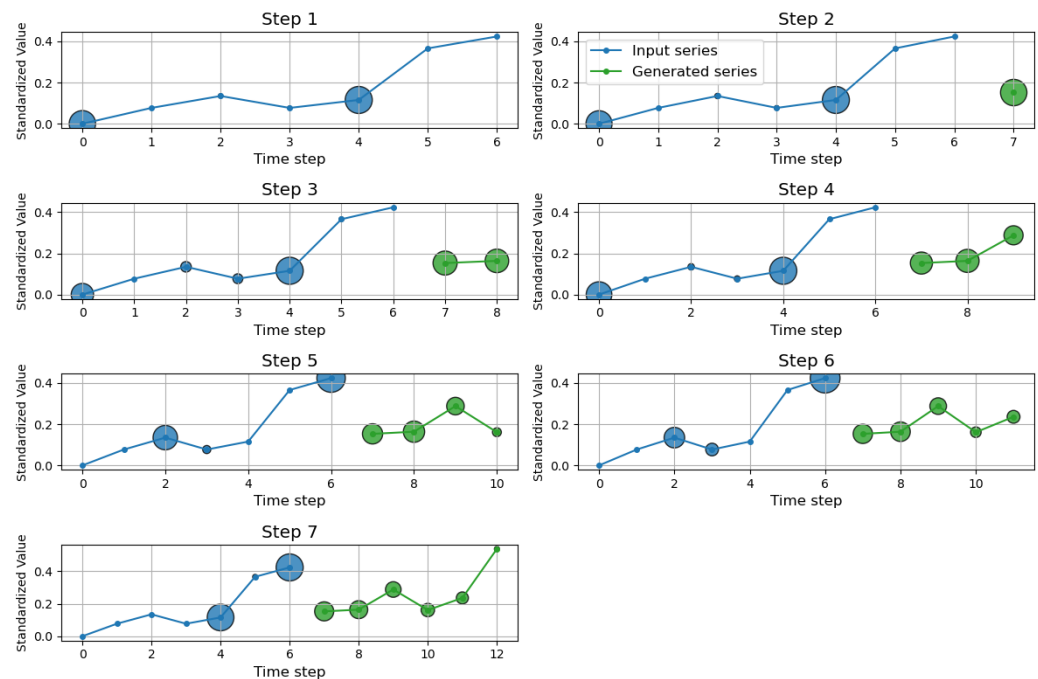 Step 1
Standardized Value
0.4
0.2
0.0
0 1 2 3 4 5 6
Time step
Step 2
Standardized Value
0.4
0.2
0.0
Input series
Generated series
0 1 2 3 4 5 6 7
Time step
Step 3
Standardized Value
0.4
0.2
0.0
0 1 2 3 4 5 6 7 8
Time step
Step 4
Standardized Value
0.4
0.2
0.0
0 2 4 6 8
Time step
Step 5
Standardized Value
0.4
0.2
0.0
0 2 4 6 8 10
Time step
Step 6
Standardized Value
0.4
0.2
0.0
0 2 4 6 8 10
Time step
Step 7
Standardized Value
0.4
0.2
0.0
0 2 4 6 8 10 12
Time step